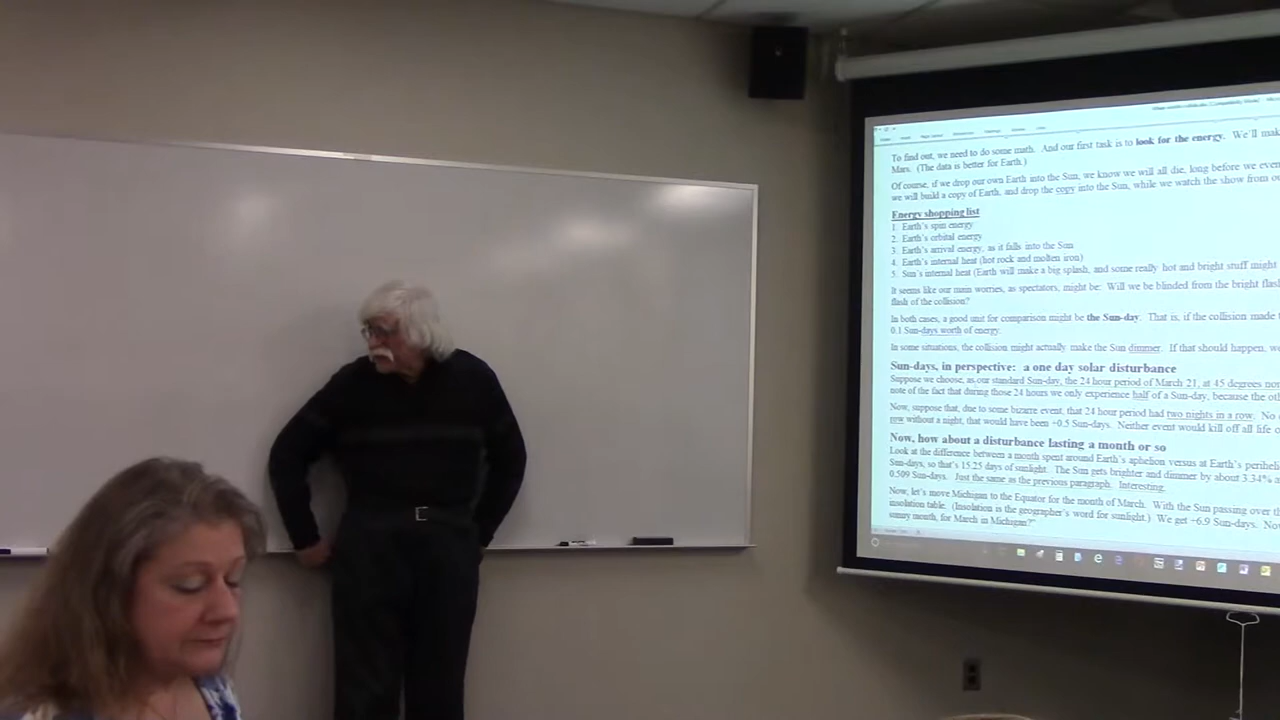 To find out, we need to do some math. And our first task is to look for the energy. We'll mak
Mars. (The data is better for Earth.)
Of course, if we drop our own Earth into the Sun, we know we will all die, long before we even
we will build a copy of Earth, and drop the copy into the Sun, while we watch the show from ou
Energy shopping list
1. Earth's spin energy
2. Earth's orbital energy
3. Earth's arrival energy, as it falls into the Sun
4. Earth's internal heat (hot rock and molten iron)
5. Sun's internal heat (Earth will make a big splash, and some really hot and bright stuff might
It seems like our main worries, as spectators, might be: Will we be blinded from the bright flas
flash of the collision?
In both cases, a good unit for comparison might be the Sun-day. That is, if the collision made
0.1 Sun-days worth of energy.
In some situations, the collision might actually make the Sun dimmer. If that should happen, we
Sun-days, in perspective: a one day solar disturbance
Suppose we choose, as our standard Sun-day, the 24 hour period of March 21, at 45 degrees nor
note of the fact that during those 24 hours we only experience half of a Sun-day, because the oth
Now, suppose that, due to some bizarre event, that 24 hour period had two nights in a row. No
row without a night, that would have been +0.5 Sun-days. Neither event would kill off all life o
Now, how about a disturbance lasting a month or so
Look at the difference between a month spent around Earth's aphelion versus at Earth's periheli
Sun-days, so that's 15.25 days of sunlight. The Sun gets brighter and dimmer by about 3.34% a
0.509 Sun-days. Just the same as the previous paragraph. Interesting.
Now, let's move Michigan to the Equator for the month of March. With the Sun passing over th
insolation table. (Insolation is the geographer's word for sunlight.) We get +6.9 Sun-days. Now
sunny month, for March in Michigan?"